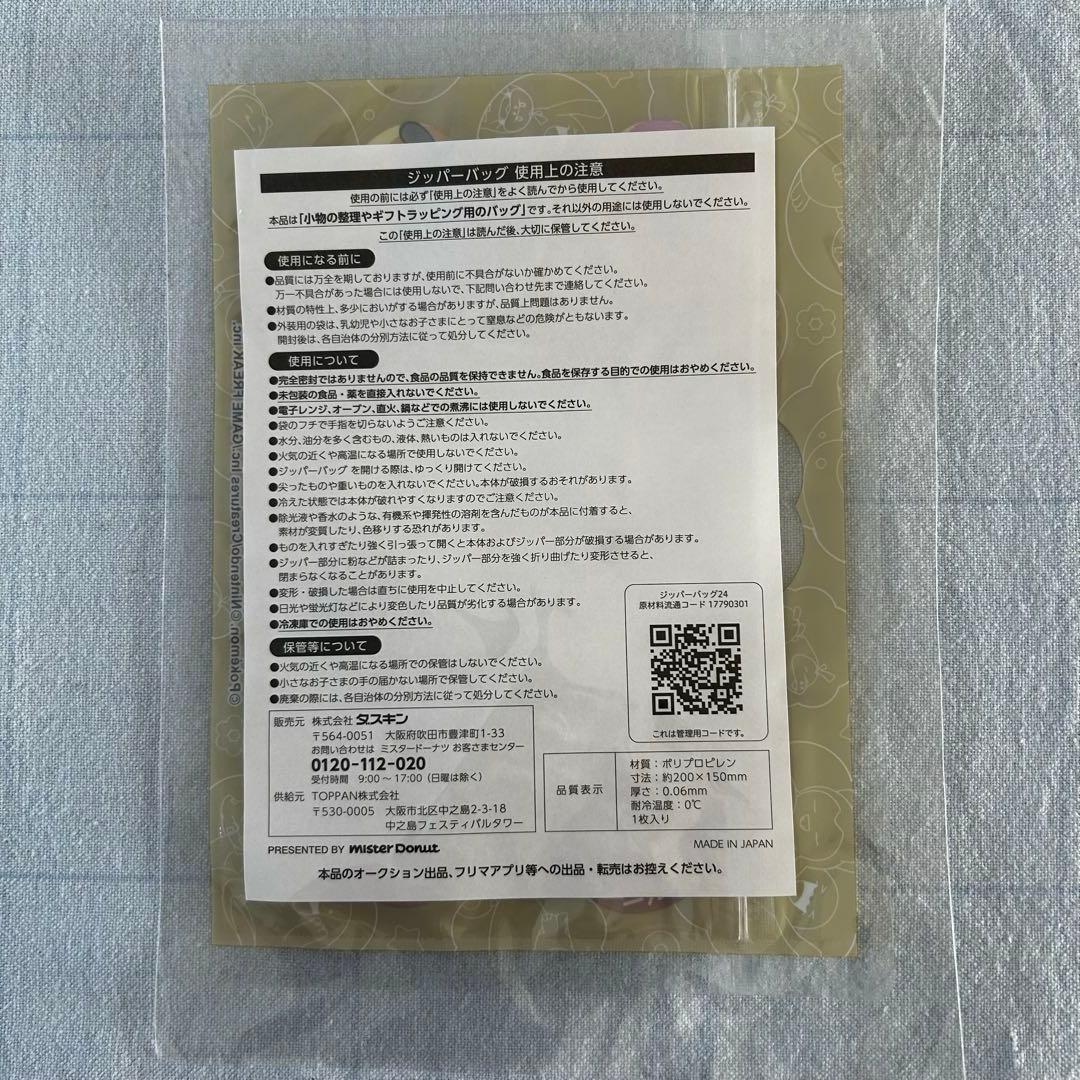 ジッパーバッグ 使用上の注意
使用の前には必ず「使用上の注意」をよく読んでから使用してください。
本品は「小物の整理やギフトラッピング用のバッグ」です。それ以外の用途には使用しないでください。
この「使用上の注意」は読んだ後、大切に保管してください。
使用になる前に
●品質には万全を期しておりますが、使用前に不具合がないか確かめてください。
万一不具合があった場合には使用しないで、下記問い合わせ先まで連絡してください。
●材質の特性上、多少においがする場合がありますが、品質上問題はありません。
●外装用の袋は、乳幼児や小さなお子さまにとって窒息などの危険がともないます。
開封後は、各自治体の分別方法に従って処分してください。
使用について
●完全密封ではありませんので、食品の品質を保持できません。食品を保存する目的での使用はおやめください。
●未包装の食品・薬を直接入れないでください。
●電子レンジ、オーブン、直火、鍋などでの煮沸には使用しないでください。
●袋のフチで手指を切らないようご注意ください。
●水分、油分を多く含むもの、液体、熱いものは入れないでください。
●火気の近くや高温になる場所で使用しないでください。
●ジッパーバッグ を開ける際は、ゆっくり開けてください。
●尖ったものや重いものを入れないでください。本体が破損するおそれがあります。
●冷えた状態では本体が破れやすくなりますのでご注意ください。
●除光液や香水のような、有機系や揮発性の溶剤を含んだものが本品に付着すると、
素材が変質したり、色移りする恐れがあります。
●ものを入れすぎたり強く引っ張って開くと本体およびジッパー部分が破損する場合があります。
●ジッパー部分に粉などが詰まったり、ジッパー部分を強く折り曲げたり変形させると、
閉まらなくなることがあります。
●変形・破損した場合は直ちに使用を中止してください。
●日光や蛍光灯などにより変色したり品質が劣化する場合があります。
●冷凍庫での使用はおやめください。
保管等について
●火気の近くや高温になる場所での保管はしないでください。
●小さなお子さまの手の届かない場所で保管してください。
●廃棄の際には、各自治体の分別方法に従って処分してください。
ジッパーバッグ24
原材料流通コード 17790301
これは管理用コードです。
販売元 株式会社 ダスキン
〒564-0051 大阪府吹田市豊津町1-33
お問い合わせは ミスタードーナツ お客さまセンター
0120-112-020
受付時間 9:00～17:00（日曜は除く）
供給元 TOPPAN株式会社
〒530-0005 大阪市北区中之島2-3-18
中之島フェスティバルタワー
品質表示
材質：ポリプロピレン
寸法：約200×150mm
厚さ：0.06mm
耐冷温度：0℃
1枚入り
PRESENTED BY mister Donut
MADE IN JAPAN
本品のオークション出品、フリマアプリ等への出品・転売はお控えください。
©Pokémon. ©Nintendo/Creatures Inc./GAME FREAK inc.